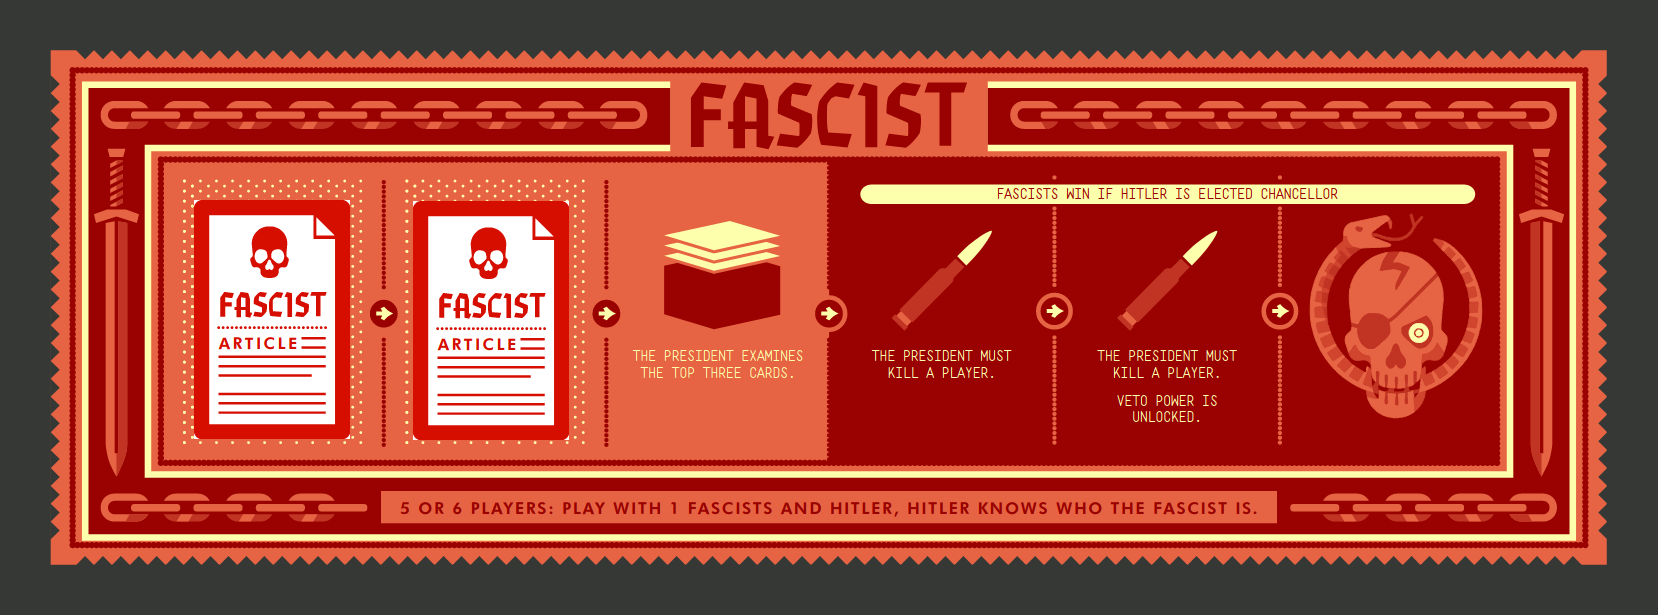 FASCIST
FASCISTS WIN IF HITLER IS ELECTED CHANCELLOR
FASCIST
ARTICLE
FASCIST
ARTICLE
THE PRESIDENT EXAMINES
THE TOP THREE CARDS.
THE PRESIDENT MUST
KILL A PLAYER.
THE PRESIDENT MUST
KILL A PLAYER.
VETO POWER IS
UNLOCKED.
5 OR 6 PLAYERS: PLAY WITH 1 FASCISTS AND HITLER, HITLER KNOWS WHO THE FASCIST IS.